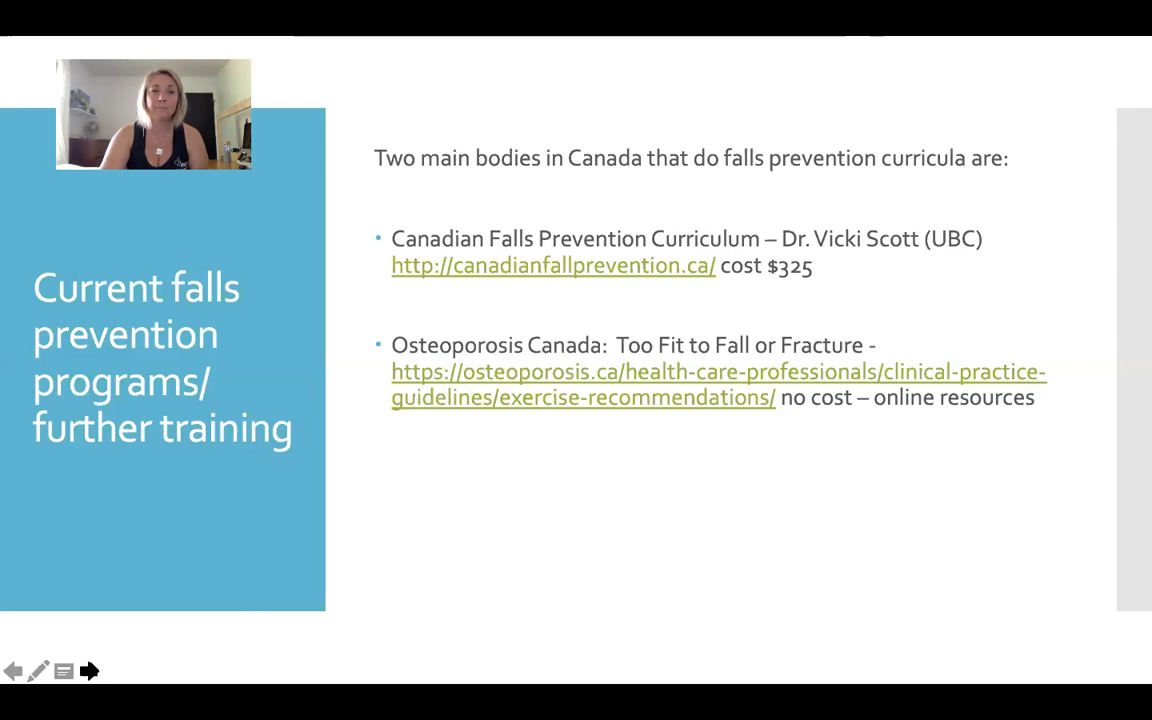 Current falls
prevention
programs/
further training
Two main bodies in Canada that do falls prevention curricula are:
• Canadian Falls Prevention Curriculum – Dr. Vicki Scott (UBC)
http://canadianfallprevention.ca/ cost $325
• Osteoporosis Canada:  Too Fit to Fall or Fracture -
https://osteoporosis.ca/health-care-professionals/clinical-practice-
guidelines/exercise-recommendations/ no cost – online resources